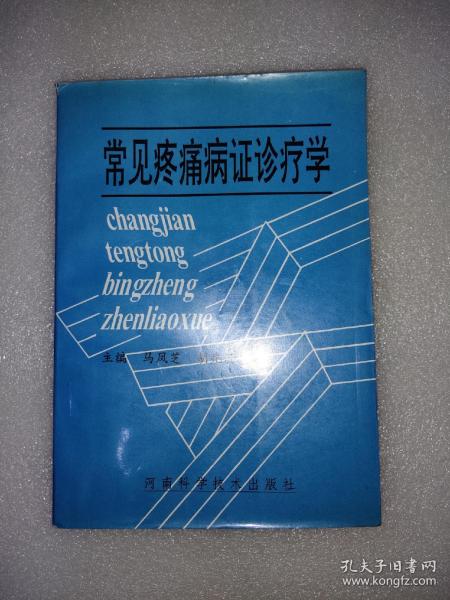 常见疼痛病证诊疗学
changjian
tengtong
bingzheng
zhenliaoxue
主编 马凤芝
河南科学技术出版社
孔夫子旧书网
www.kongfz.com